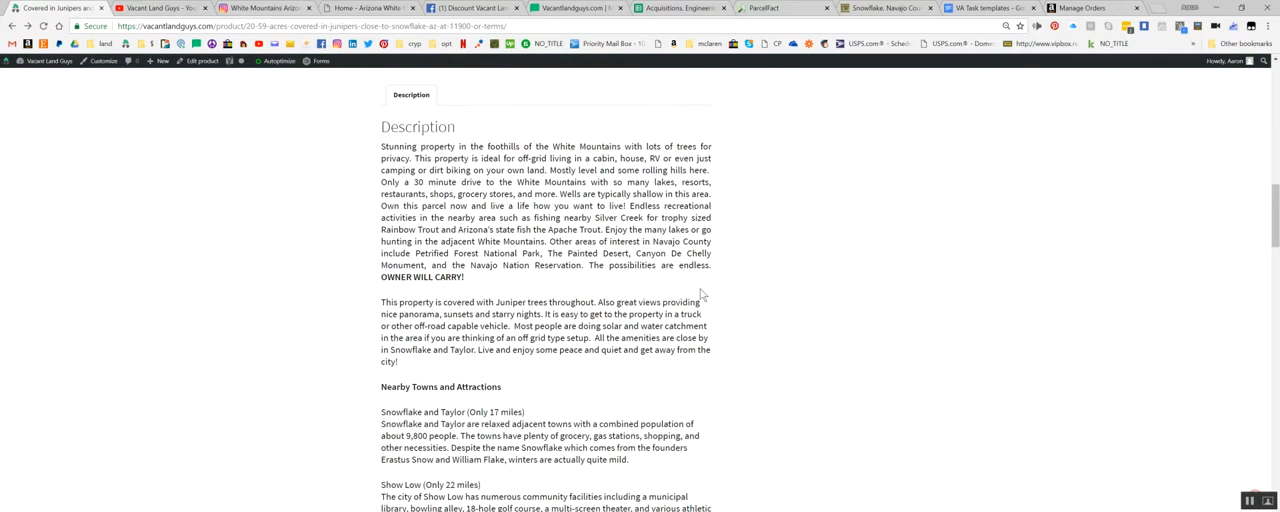 Covered in Junipers and
Vacant Land Guys - You
White Mountains Arizo
Home - Arizona White
(1) Discount Vacant Lan
Vacantlandguys.com | M
Acquisitions, Engineeri
ParcelFact
Snowflake, Navajo Coun
VA Task templates - Goo
Manage Orders
Secure
https://vacantlandguys.com/product/20-59-acres-covered-in-junipers-close-to-snowflake-az-at-11900-or-terms/
land
cryp
opt
NO_TITLE
Priority Mail Box - 10
mclaren
CP
USPS.com® - Sched
USPS.com® - Dome
http://www.vipbox.n
NO_TITLE
Other bookmarks
Vacant Land Guys
Customize
New
Edit product
Autoptimize
Forms
Howdy, Aaron
Description
Description
Stunning property in the foothills of the White Mountains with lots of trees for
privacy. This property is ideal for off-grid living in a cabin, house, RV or even just
camping or dirt biking on your own land. Mostly level and some rolling hills here.
Only a 30 minute drive to the White Mountains with so many lakes, resorts,
restaurants, shops, grocery stores, and more. Wells are typically shallow in this area.
Own this parcel now and live a life how you want to live! Endless recreational
activities in the nearby area such as fishing nearby Silver Creek for trophy sized
Rainbow Trout and Arizona's state fish the Apache Trout. Enjoy the many lakes or go
hunting in the adjacent White Mountains. Other areas of interest in Navajo County
include Petrified Forest National Park, The Painted Desert, Canyon De Chelly
Monument, and the Navajo Nation Reservation. The possibilities are endless.
OWNER WILL CARRY!
This property is covered with Juniper trees throughout. Also great views providing
nice panorama, sunsets and starry nights. It is easy to get to the property in a truck
or other off-road capable vehicle. Most people are doing solar and water catchment
in the area if you are thinking of an off grid type setup. All the amenities are close by
in Snowflake and Taylor. Live and enjoy some peace and quiet and get away from the
city!
Nearby Towns and Attractions
Snowflake and Taylor (Only 17 miles)
Snowflake and Taylor are relaxed adjacent towns with a combined population of
about 9,800 people. The towns have plenty of grocery, gas stations, shopping, and
other necessities. Despite the name Snowflake which comes from the founders
Erastus Snow and William Flake, winters are actually quite mild.
Show Low (Only 22 miles)
The city of Show Low has numerous community facilities including a municipal
library, bowling alley, 18-hole golf course, a multi-screen theater, and various athletic